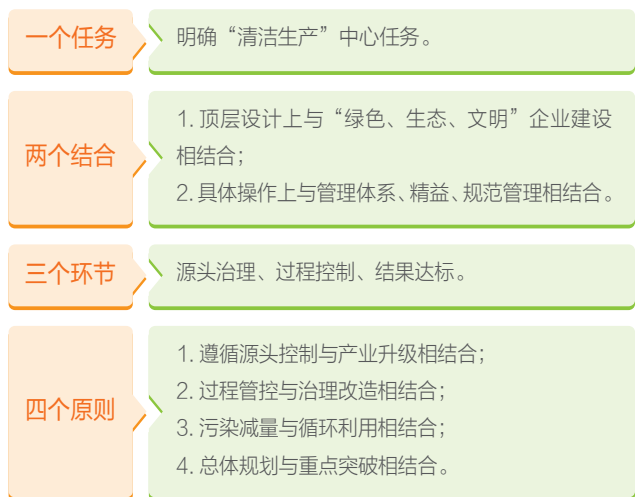 一个任务
明确“清洁生产”中心任务。
两个结合
1. 顶层设计上与“绿色、生态、文明”企业建设
相结合；
2. 具体操作上与管理体系、精益、规范管理相结合。
三个环节
源头治理、过程控制、结果达标。
四个原则
1. 遵循源头控制与产业升级相结合；
2. 过程管控与治理改造相结合；
3. 污染减量与循环利用相结合；
4. 总体规划与重点突破相结合。